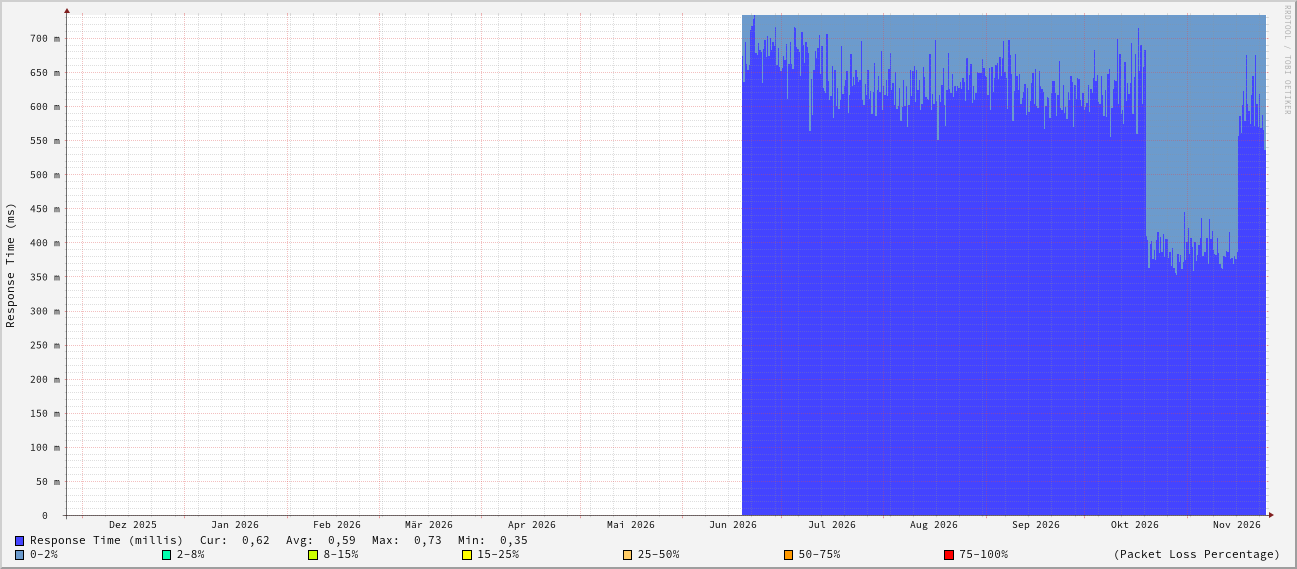 RRDTOOL / TOBI OETIKER
Response Time (ms)
700 m
650 m
600 m
550 m
500 m
450 m
400 m
350 m
300 m
250 m
200 m
150 m
100 m
50 m
0
Dez 2025 Jan 2026 Feb 2026 Mär 2026 Apr 2026 Mai 2026 Jun 2026 Jul 2026 Aug 2026 Sep 2026 Okt 2026 Nov 2026
Response Time (millis) Cur: 0,62 Avg: 0,59 Max: 0,73 Min: 0,35
0-2% 2-8% 8-15% 15-25% 25-50% 50-75% 75-100% (Packet Loss Percentage)